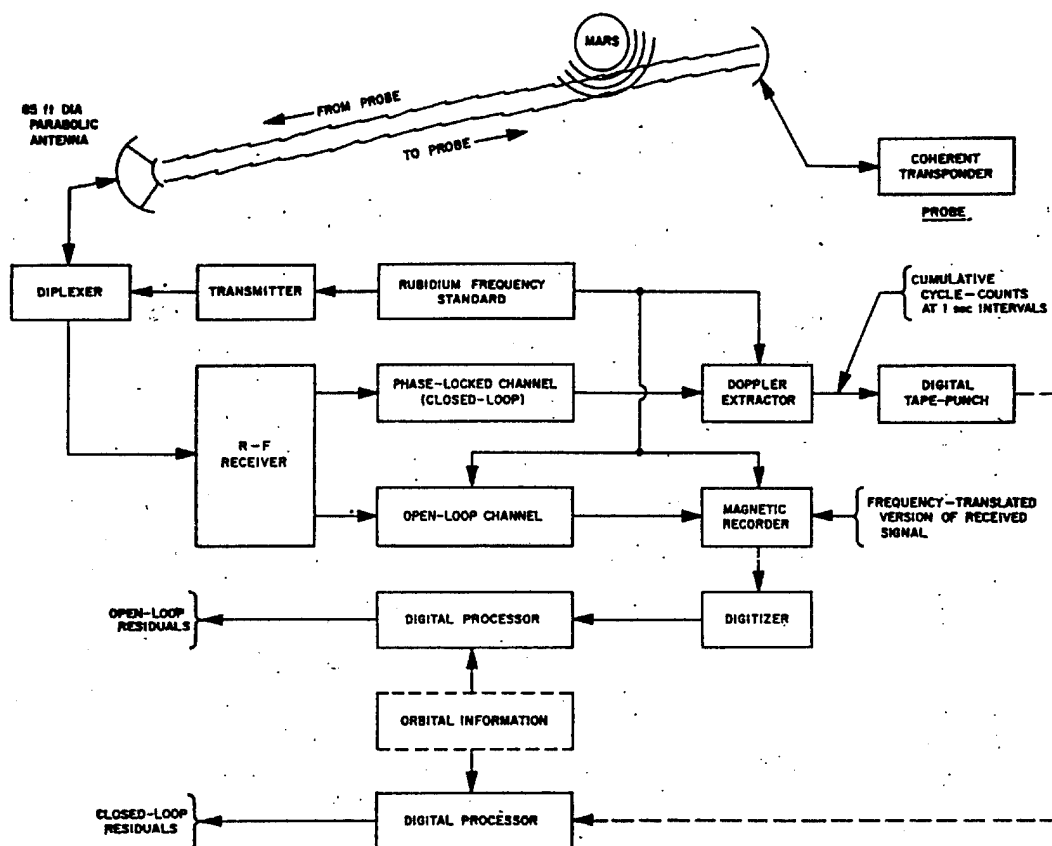 MARS
85 ft DIA
PARABOLIC
ANTENNA
FROM PROBE
TO PROBE
COHERENT
TRANSPONDER
PROBE
DIPLEXER
TRANSMITTER
RUBIDIUM FREQUENCY
STANDARD
CUMULATIVE
CYCLE-COUNTS
AT 1 sec INTERVALS
PHASE-LOCKED CHANNEL
(CLOSED-LOOP)
DOPPLER
EXTRACTOR
DIGITAL
TAPE-PUNCH
R-F
RECEIVER
OPEN-LOOP CHANNEL
MAGNETIC
RECORDER
FREQUENCY-TRANSLATED
VERSION OF RECEIVED
SIGNAL
OPEN-LOOP
RESIDUALS
DIGITAL PROCESSOR
DIGITIZER
ORBITAL INFORMATION
CLOSED-LOOP
RESIDUALS
DIGITAL PROCESSOR